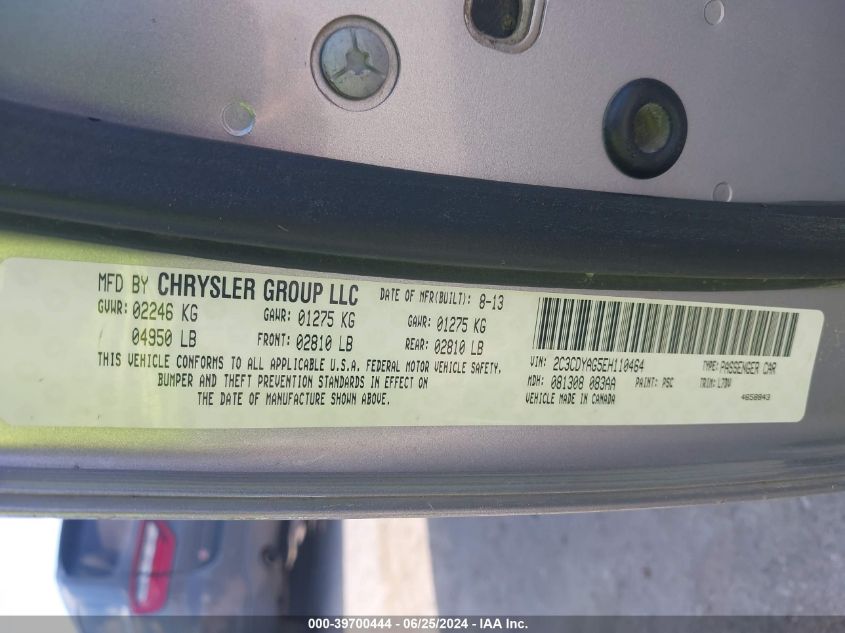 MFD BY CHRYSLER GROUP LLC DATE OF MFR(BUILT): 8-13
GVWR: 02246 KG GAWR: 01275 KG GAWR: 01275 KG
04950 LB FRONT: 02810 LB REAR: 02810 LB
THIS VEHICLE CONFORMS TO ALL APPLICABLE U.S.A. FEDERAL MOTOR VEHICLE SAFETY,
BUMPER AND THEFT PREVENTION STANDARDS IN EFFECT ON
THE DATE OF MANUFACTURE SHOWN ABOVE.
VIN: 2C3CDYAG5EH110464 TYPE: PASSENGER CAR
MDH: 081308 083AA PAINT: PSC TRIM: L7DV
VEHICLE MADE IN CANADA 4658843
000-39700444 - 06/25/2024 - IAA Inc.